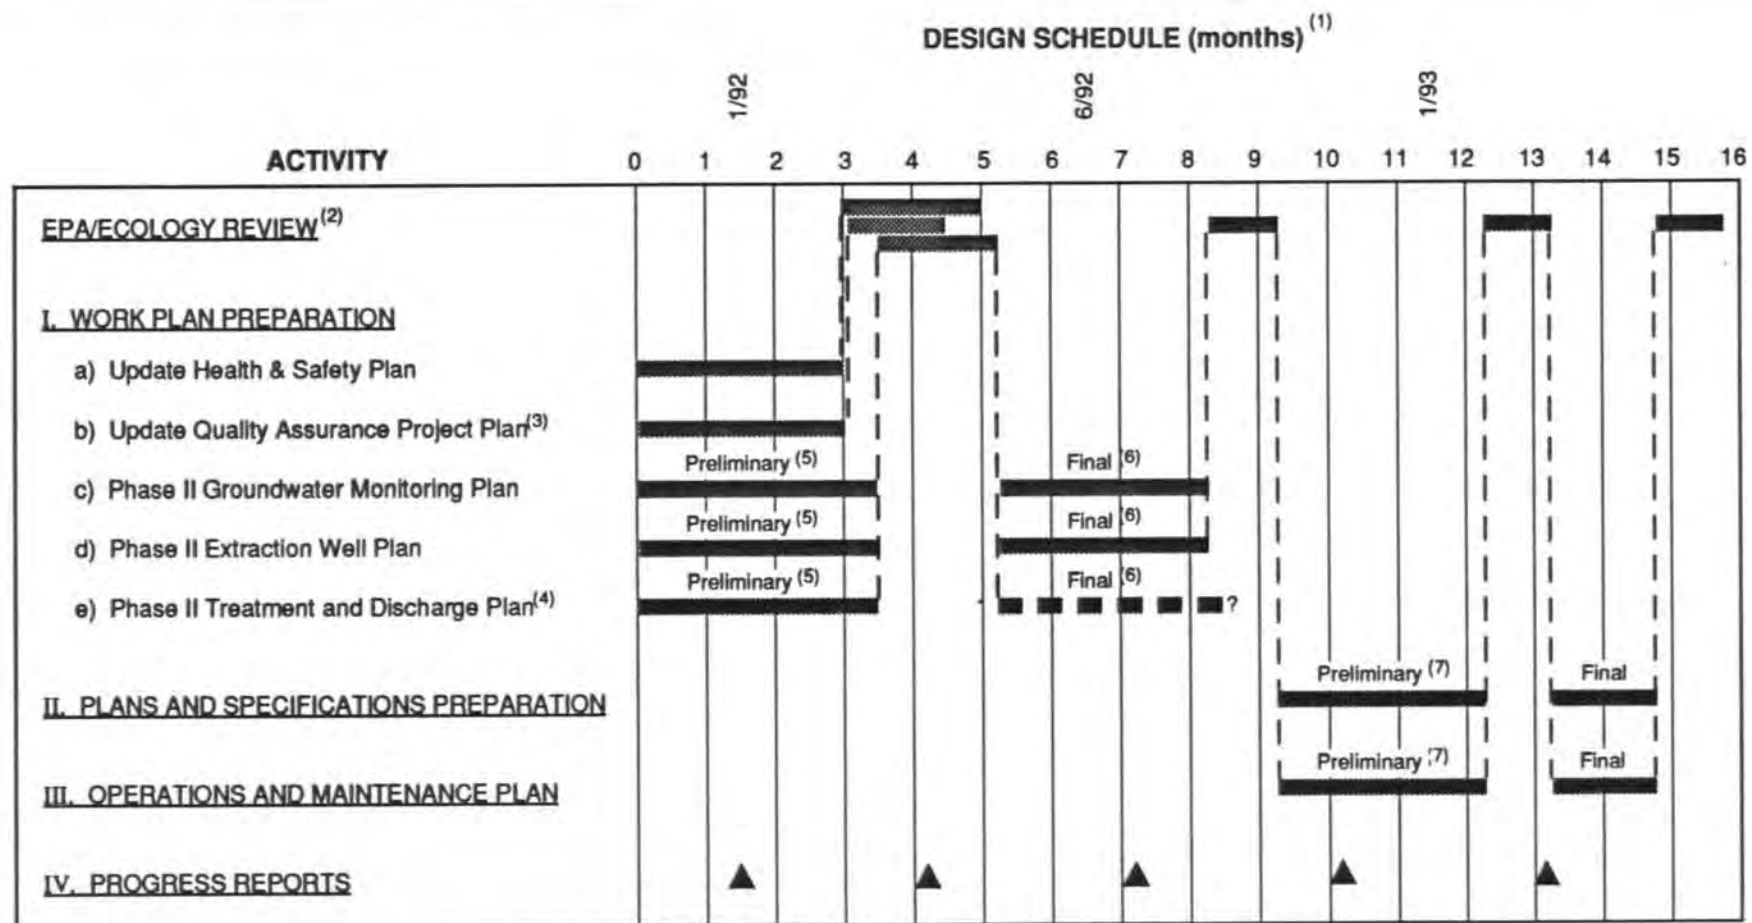 DESIGN SCHEDULE (months) (1)
1/92 6/92 1/93
ACTIVITY 0 1 2 3 4 5 6 7 8 9 10 11 12 13 14 15 16
EPA/ECOLOGY REVIEW(2)
I. WORK PLAN PREPARATION
a) Update Health & Safety Plan
b) Update Quality Assurance Project Plan(3)
Preliminary (5) Final (6)
c) Phase II Groundwater Monitoring Plan
Preliminary (5) Final (6)
d) Phase II Extraction Well Plan
Preliminary (5) Final (6)
e) Phase II Treatment and Discharge Plan(4) ?
Preliminary (7) Final
II. PLANS AND SPECIFICATIONS PREPARATION
Preliminary (7) Final
III. OPERATIONS AND MAINTENANCE PLAN
IV. PROGRESS REPORTS